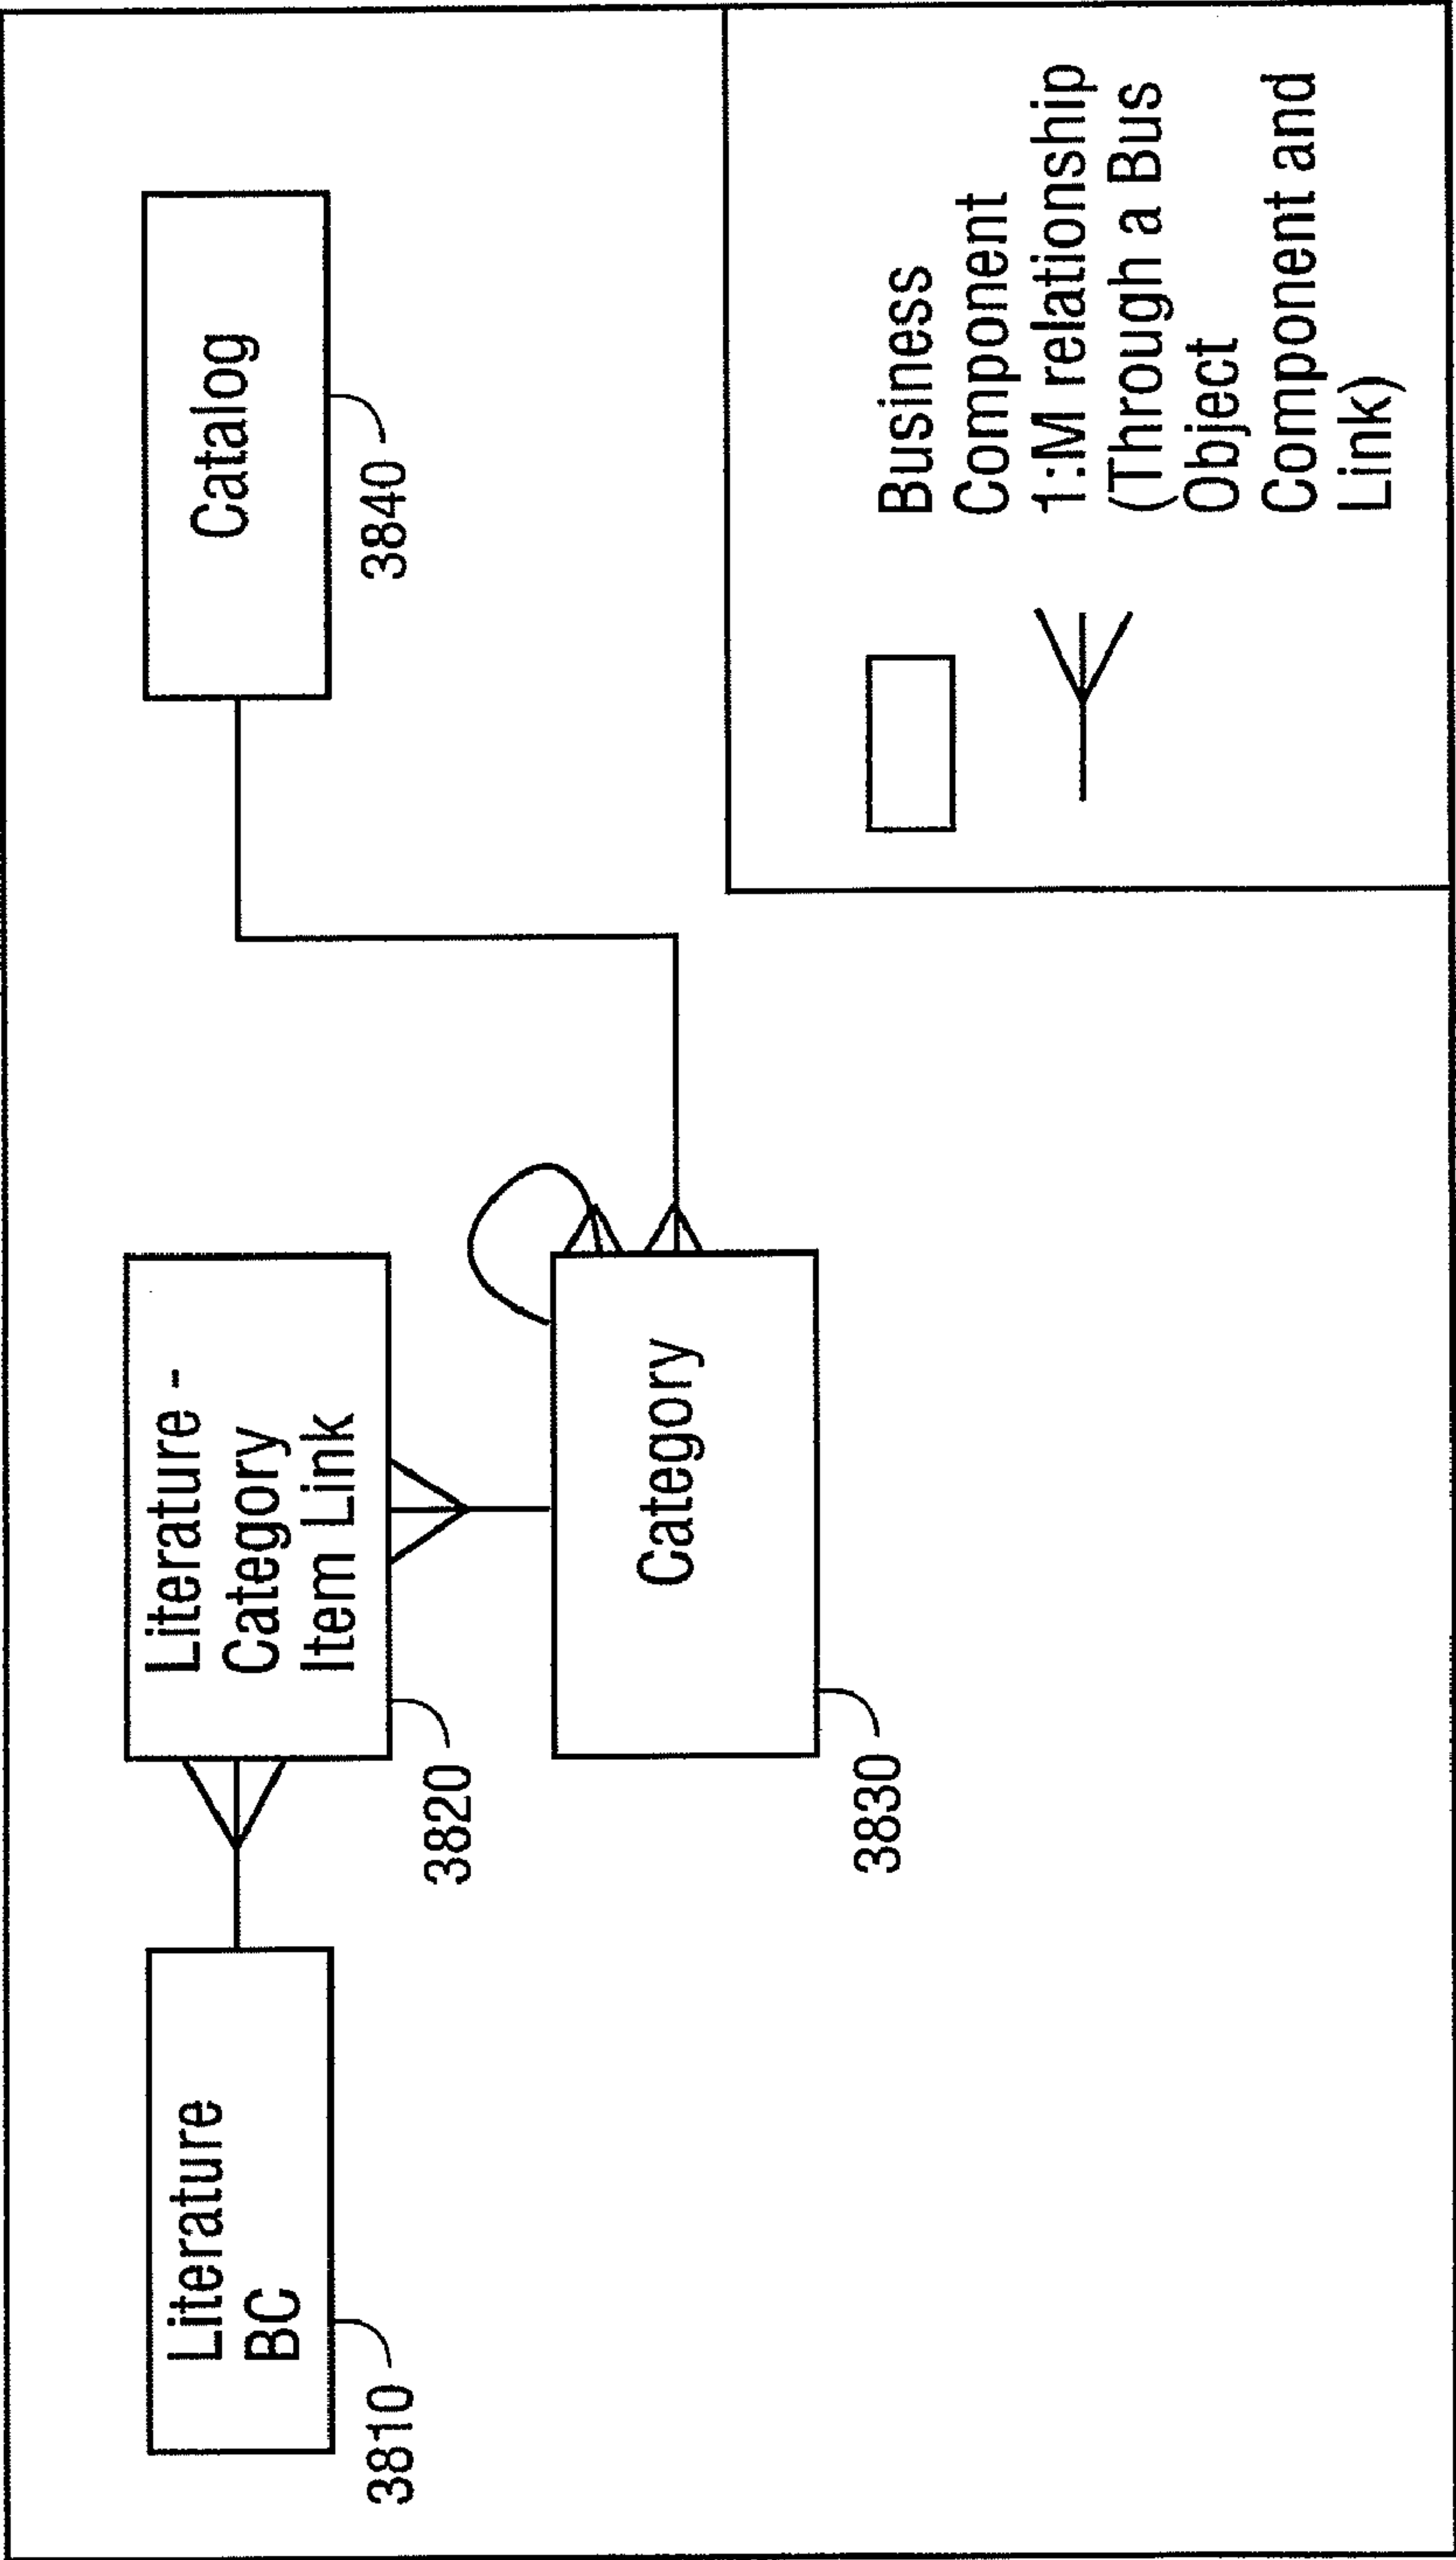 Literature
BC
3810
Literature -
Category
Item Link
3820
Catalog
3840
Category
3830
Business
Component
1:M relationship
(Through a Bus
Object
Component and
Link)